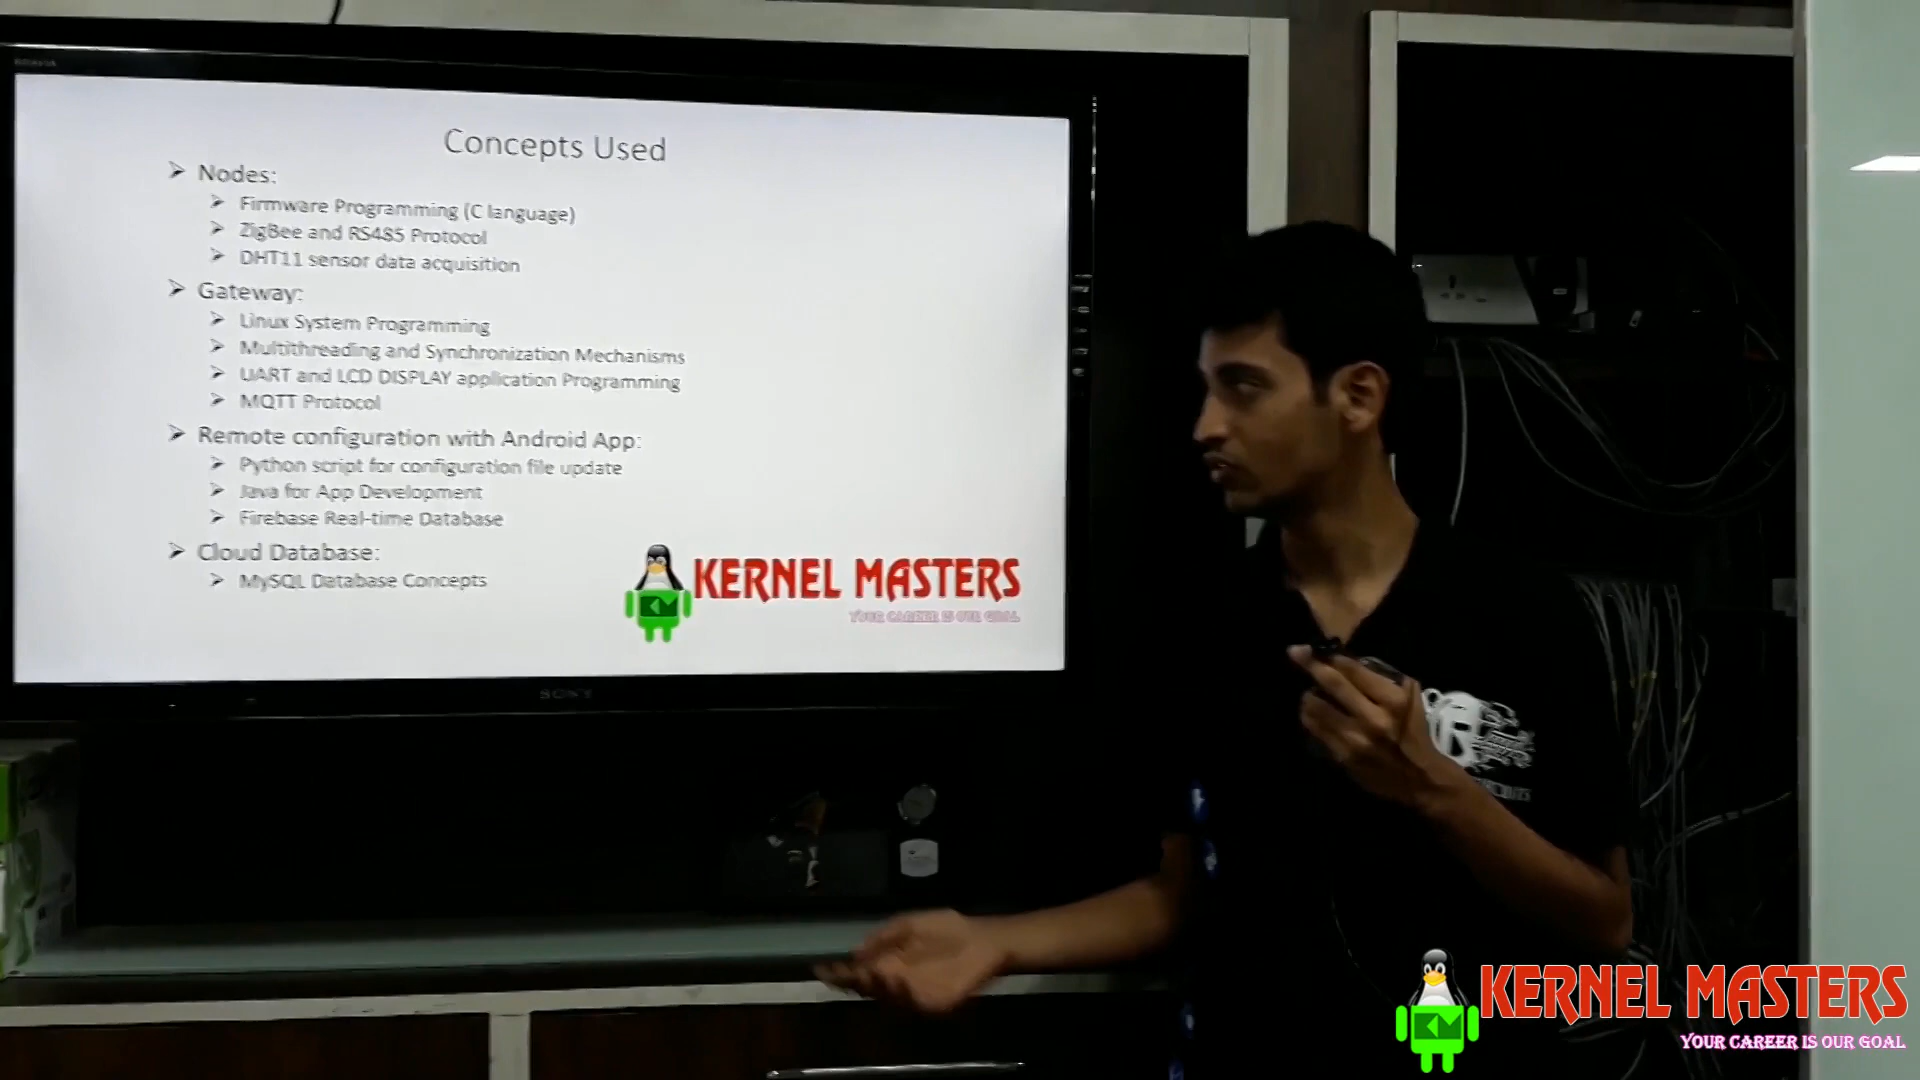 BRAVIA
Concepts Used
➢ Nodes:
➢ Firmware Programming (C language)
➢ ZigBee and RS485 Protocol
➢ DHT11 sensor data acquisition
➢ Gateway:
➢ Linux System Programming
➢ Multithreading and Synchronization Mechanisms
➢ UART and LCD DISPLAY application Programming
➢ MQTT Protocol
➢ Remote configuration with Android App:
➢ Python script for configuration file update
➢ Java for App Development
➢ Firebase Real-time Database
➢ Cloud Database:
➢ MySQL Database Concepts
KERNEL MASTERS
YOUR CAREER IS OUR GOAL
SONY
KERNEL MASTERS
YOUR CAREER IS OUR GOAL